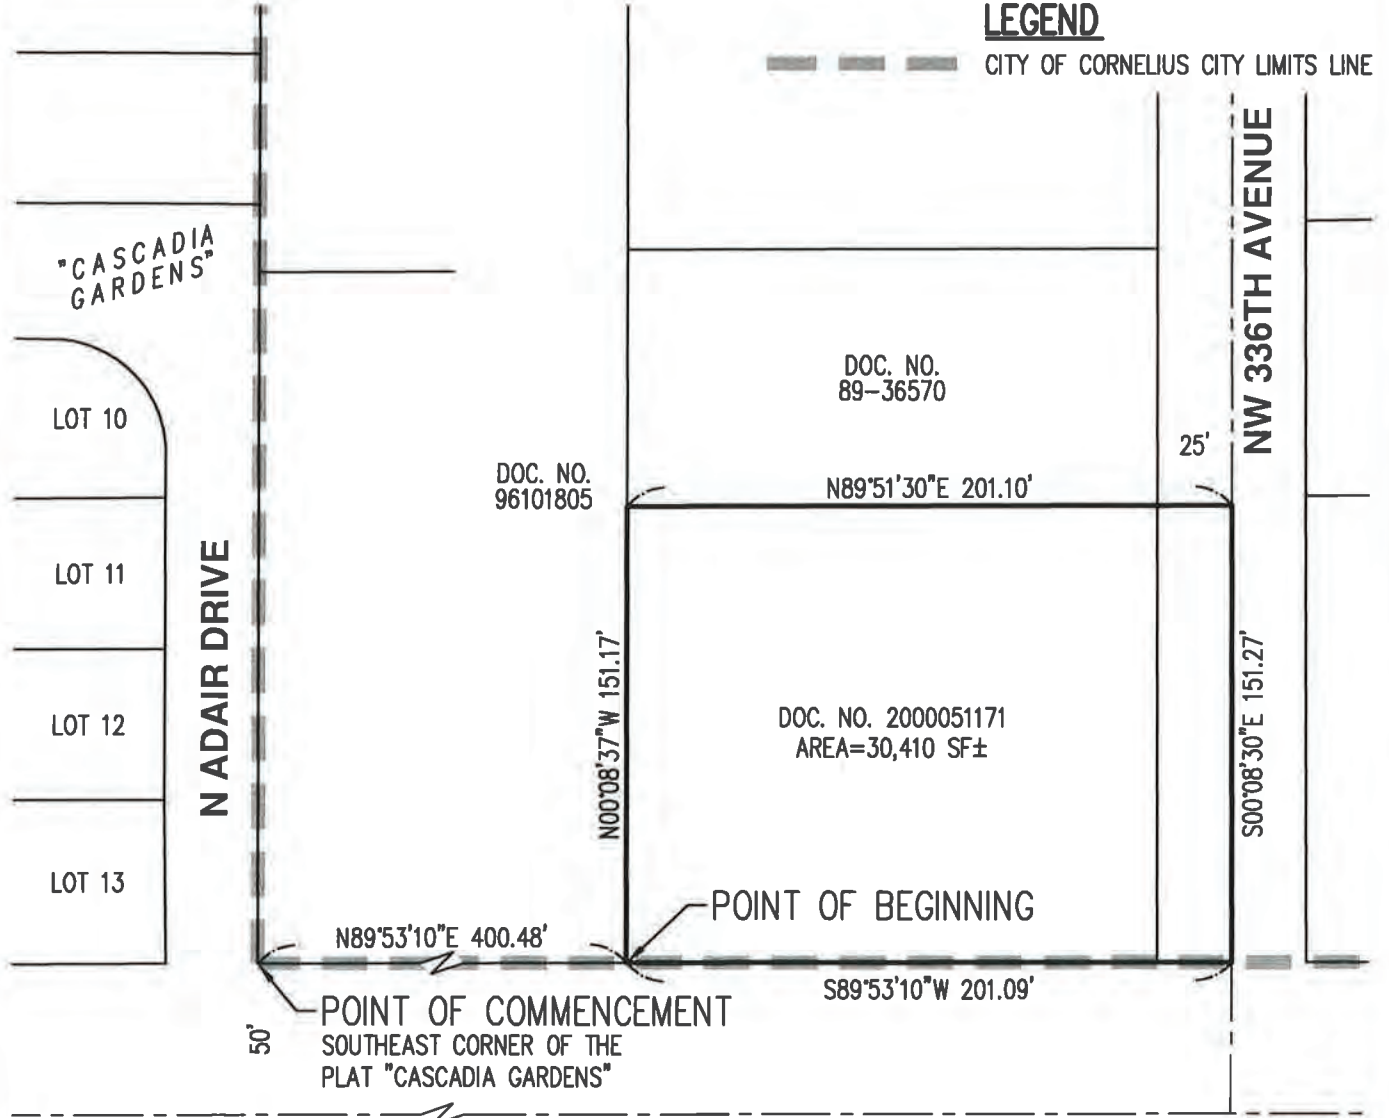 LEGEND
CITY OF CORNELIUS CITY LIMITS LINE
NW 336TH AVENUE
"CASCADIA
GARDENS"
DOC. NO.
89-36570
LOT 10
25'
DOC. NO.
96101805
N89°51'30"E 201.10'
LOT 11
N ADAIR DRIVE
N00°08'37"W 151.17'
S00°08'30"E 151.27'
LOT 12
DOC. NO. 2000051171
AREA=30,410 SF±
LOT 13
POINT OF BEGINNING
N89°53'10"E 400.48'
S89°53'10"W 201.09'
POINT OF COMMENCEMENT
SOUTHEAST CORNER OF THE
PLAT "CASCADIA GARDENS"
50'